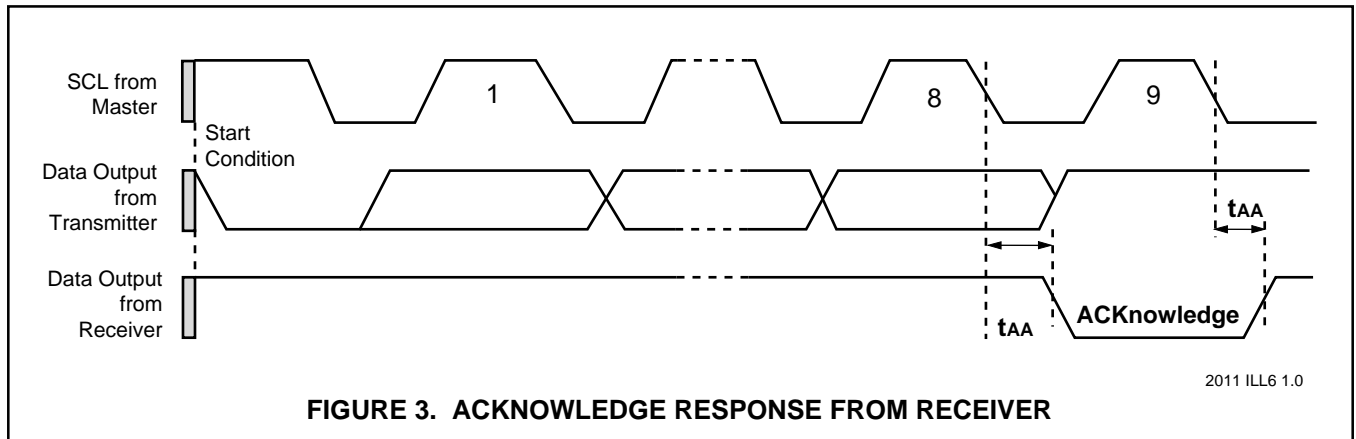 SCL from
Master
1
8
9
Start
Condition
Data Output
from
Transmitter
tAA
tAA
Data Output
from
Receiver
ACKnowledge
2011 ILL6 1.0
FIGURE 3. ACKNOWLEDGE RESPONSE FROM RECEIVER